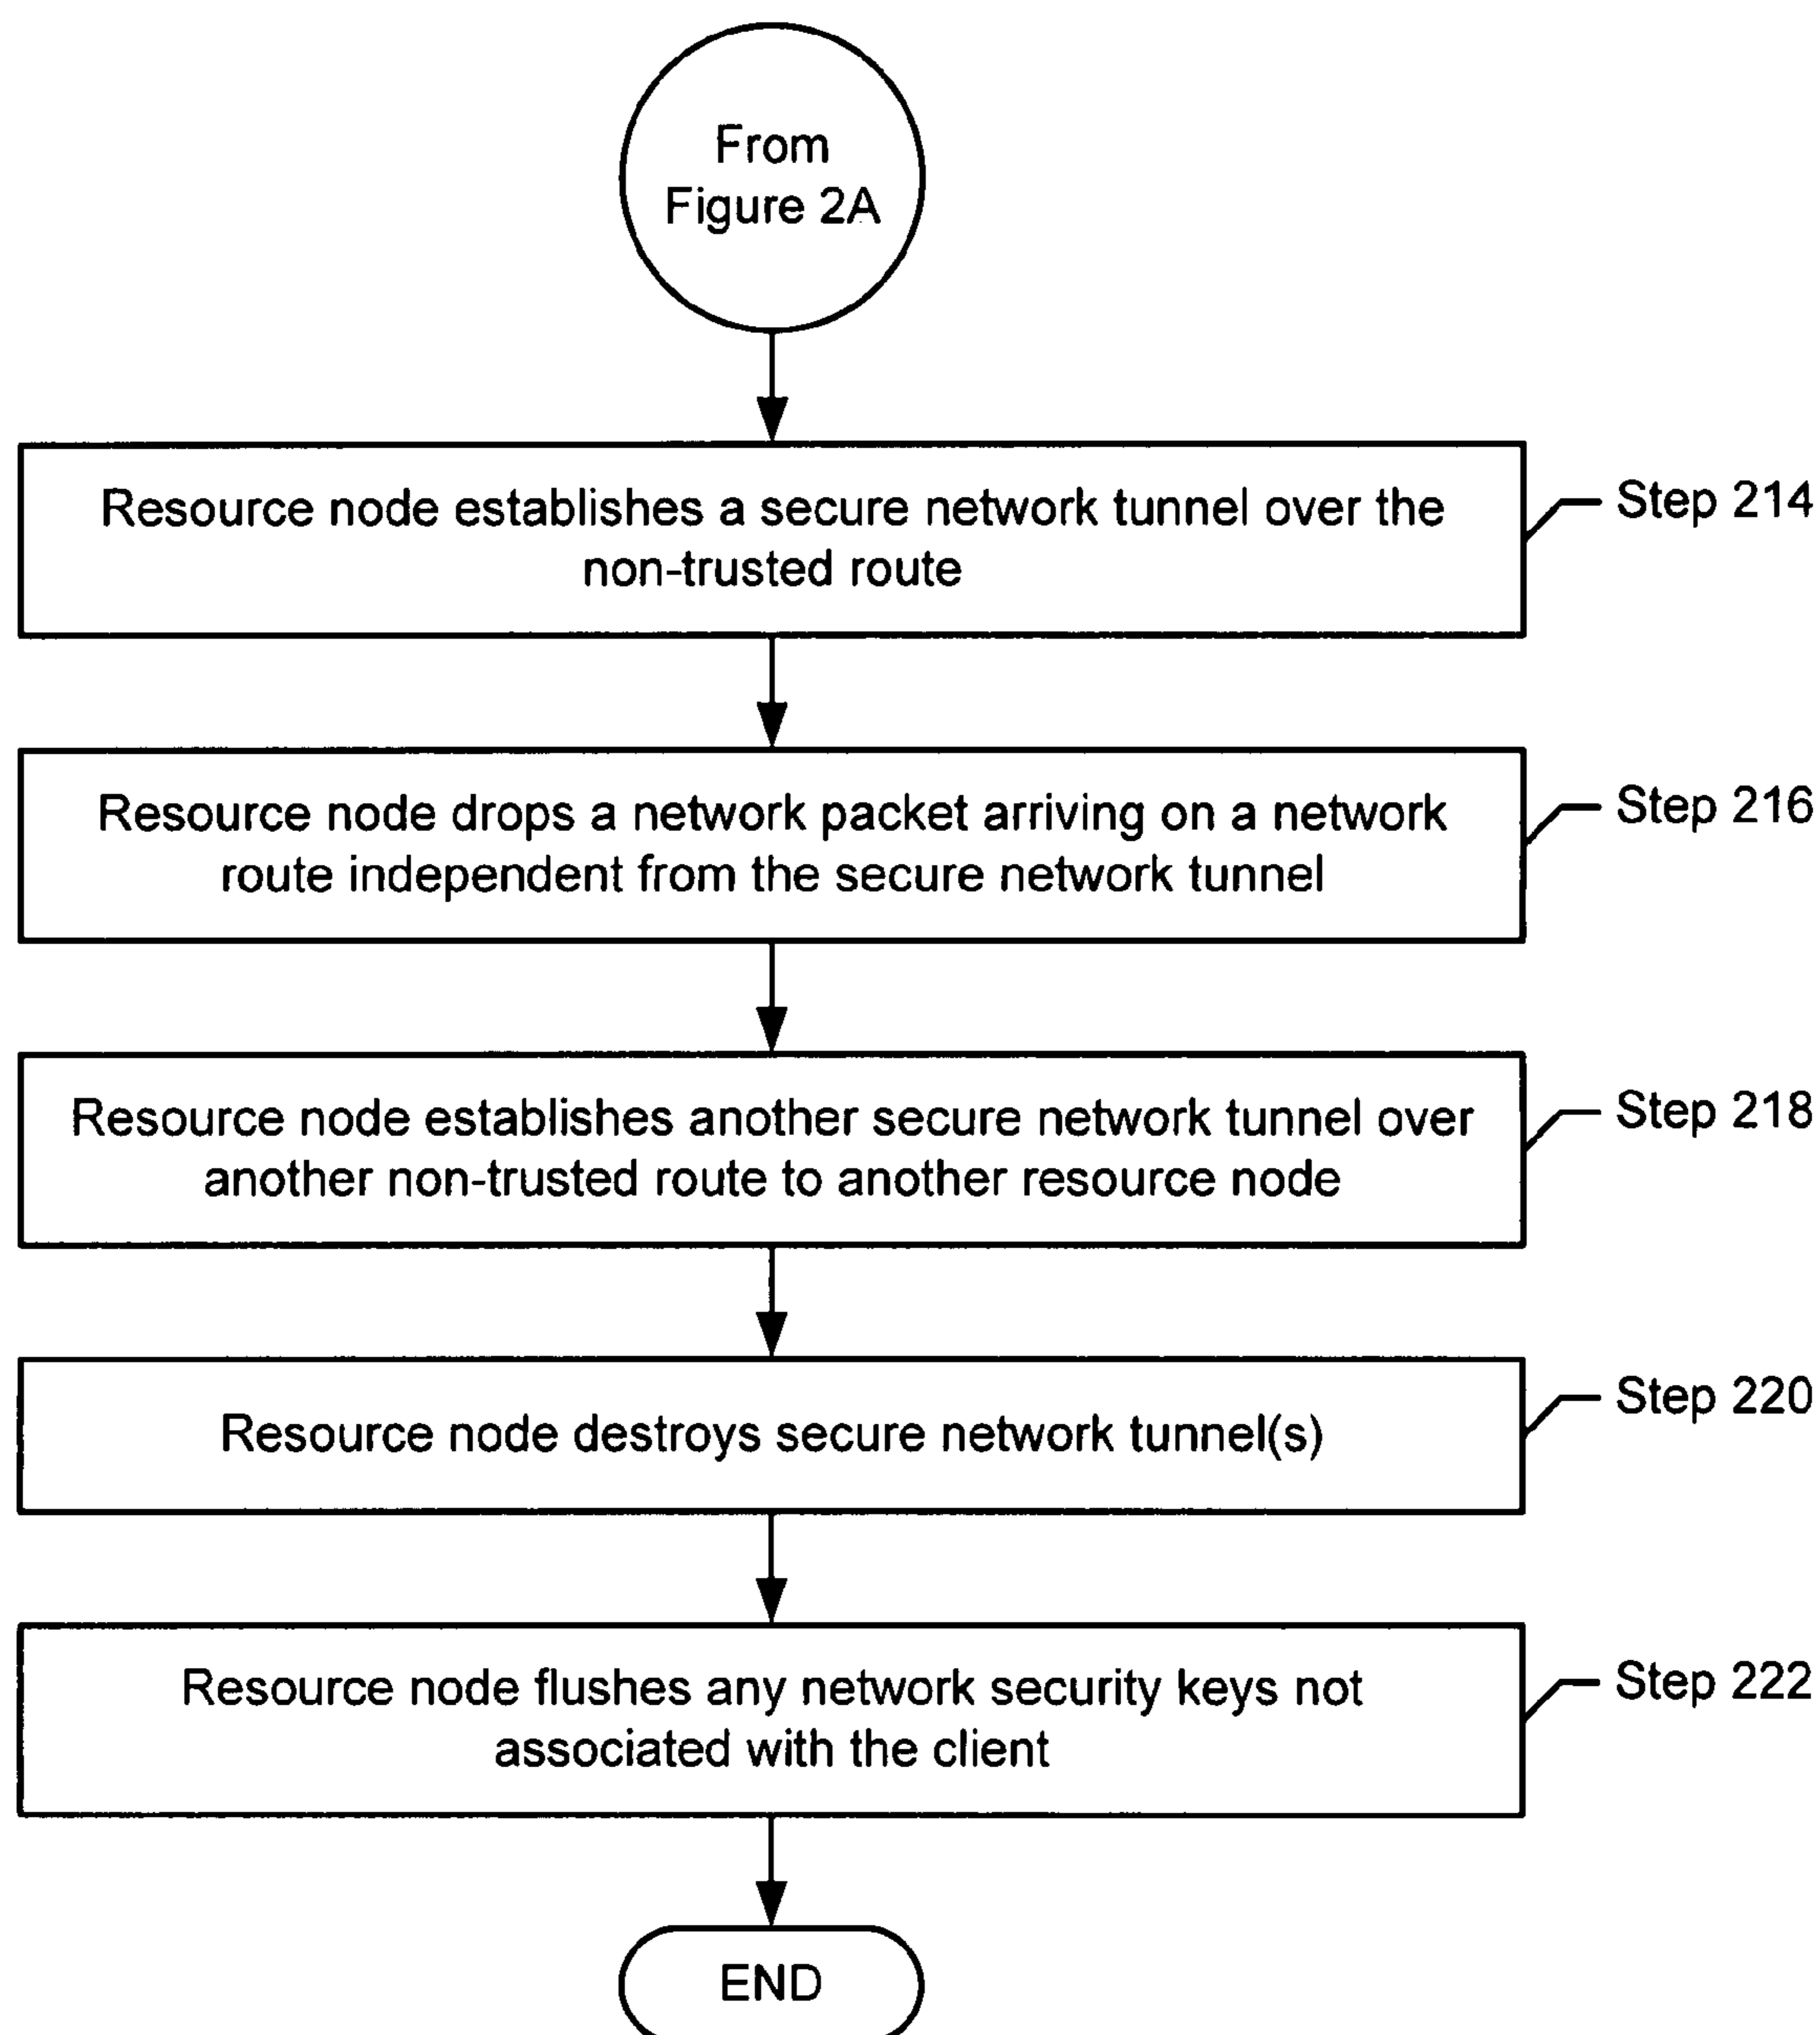 From
Figure 2A
Resource node establishes a secure network tunnel over the
non-trusted route
Step 214
Resource node drops a network packet arriving on a network
route independent from the secure network tunnel
Step 216
Resource node establishes another secure network tunnel over
another non-trusted route to another resource node
Step 218
Resource node destroys secure network tunnel(s)
Step 220
Resource node flushes any network security keys not
associated with the client
Step 222
END